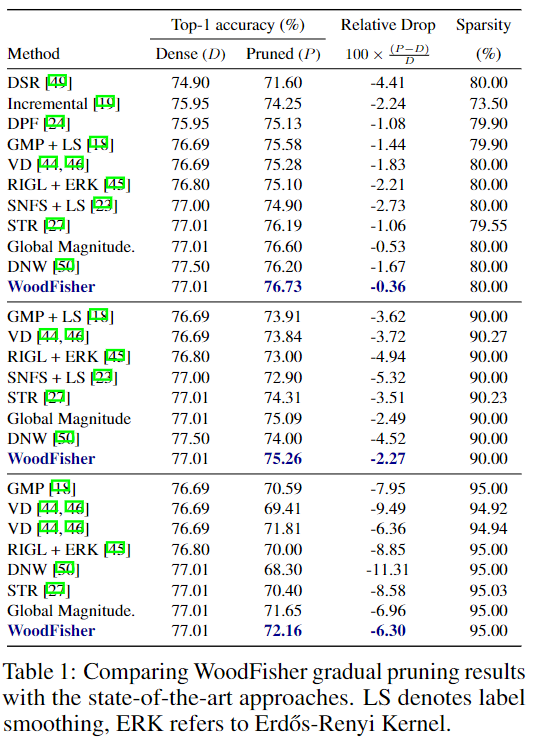 Top-1 accuracy (%) Relative Drop Sparsity
Method Dense (D) Pruned (P) 100 × (P−D)/D (%)
DSR [49] 74.90 71.60 -4.41 80.00
Incremental [19] 75.95 74.25 -2.24 73.50
DPF [24] 75.95 75.13 -1.08 79.90
GMP + LS [18] 76.69 75.58 -1.44 79.90
VD [44, 46] 76.69 75.28 -1.83 80.00
RIGL + ERK [45] 76.80 75.10 -2.21 80.00
SNFS + LS [23] 77.00 74.90 -2.73 80.00
STR [27] 77.01 76.19 -1.06 79.55
Global Magnitude. 77.01 76.60 -0.53 80.00
DNW [50] 77.50 76.20 -1.67 80.00
WoodFisher 77.01 76.73 -0.36 80.00
GMP + LS [18] 76.69 73.91 -3.62 90.00
VD [44, 46] 76.69 73.84 -3.72 90.27
RIGL + ERK [45] 76.80 73.00 -4.94 90.00
SNFS + LS [23] 77.00 72.90 -5.32 90.00
STR [27] 77.01 74.31 -3.51 90.23
Global Magnitude 77.01 75.09 -2.49 90.00
DNW [50] 77.50 74.00 -4.52 90.00
WoodFisher 77.01 75.26 -2.27 90.00
GMP [18] 76.69 70.59 -7.95 95.00
VD [44, 46] 76.69 69.41 -9.49 94.92
VD [44, 46] 76.69 71.81 -6.36 94.94
RIGL + ERK [45] 76.80 70.00 -8.85 95.00
DNW [50] 77.01 68.30 -11.31 95.00
STR [27] 77.01 70.40 -8.58 95.03
Global Magnitude. 77.01 71.65 -6.96 95.00
WoodFisher 77.01 72.16 -6.30 95.00
Table 1: Comparing WoodFisher gradual pruning results
with the state-of-the-art approaches. LS denotes label
smoothing, ERK refers to Erdős-Renyi Kernel.